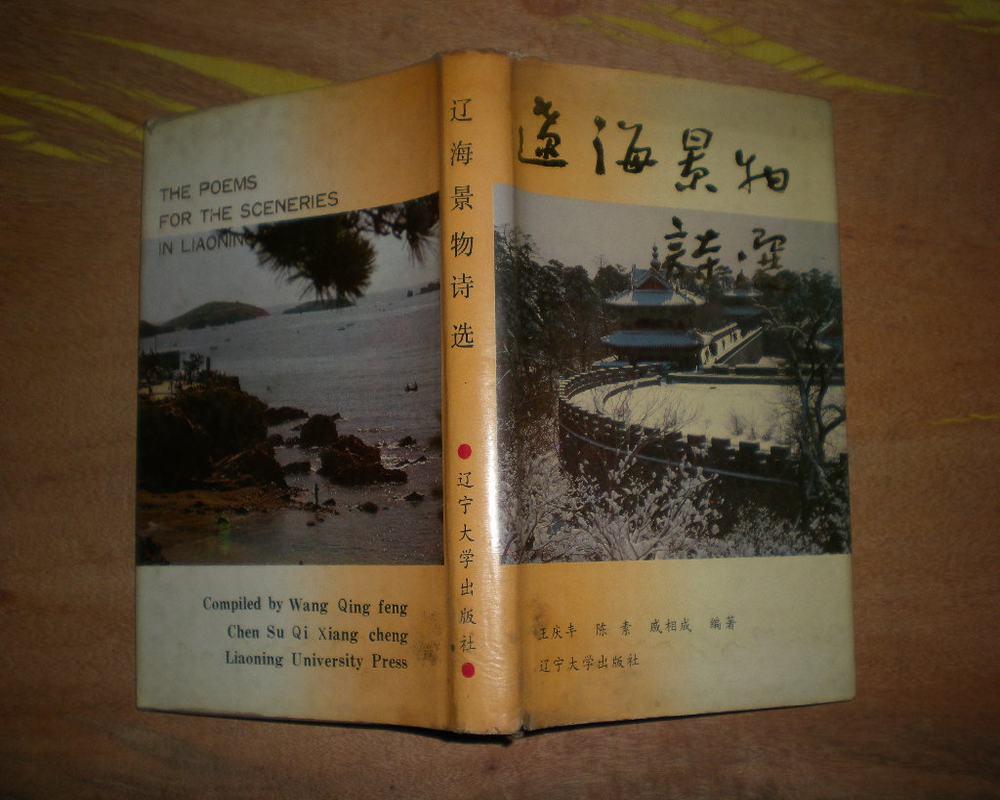 THE POEMS
FOR THE SCENERIES
IN LIAONING
Compiled by Wang Qing feng
Chen Su Qi Xiang cheng
Liaoning University Press
辽海景物诗选
辽宁大学出版社
遼海景物
詩選
王庆丰 陈素 戚相成 编著
辽宁大学出版社